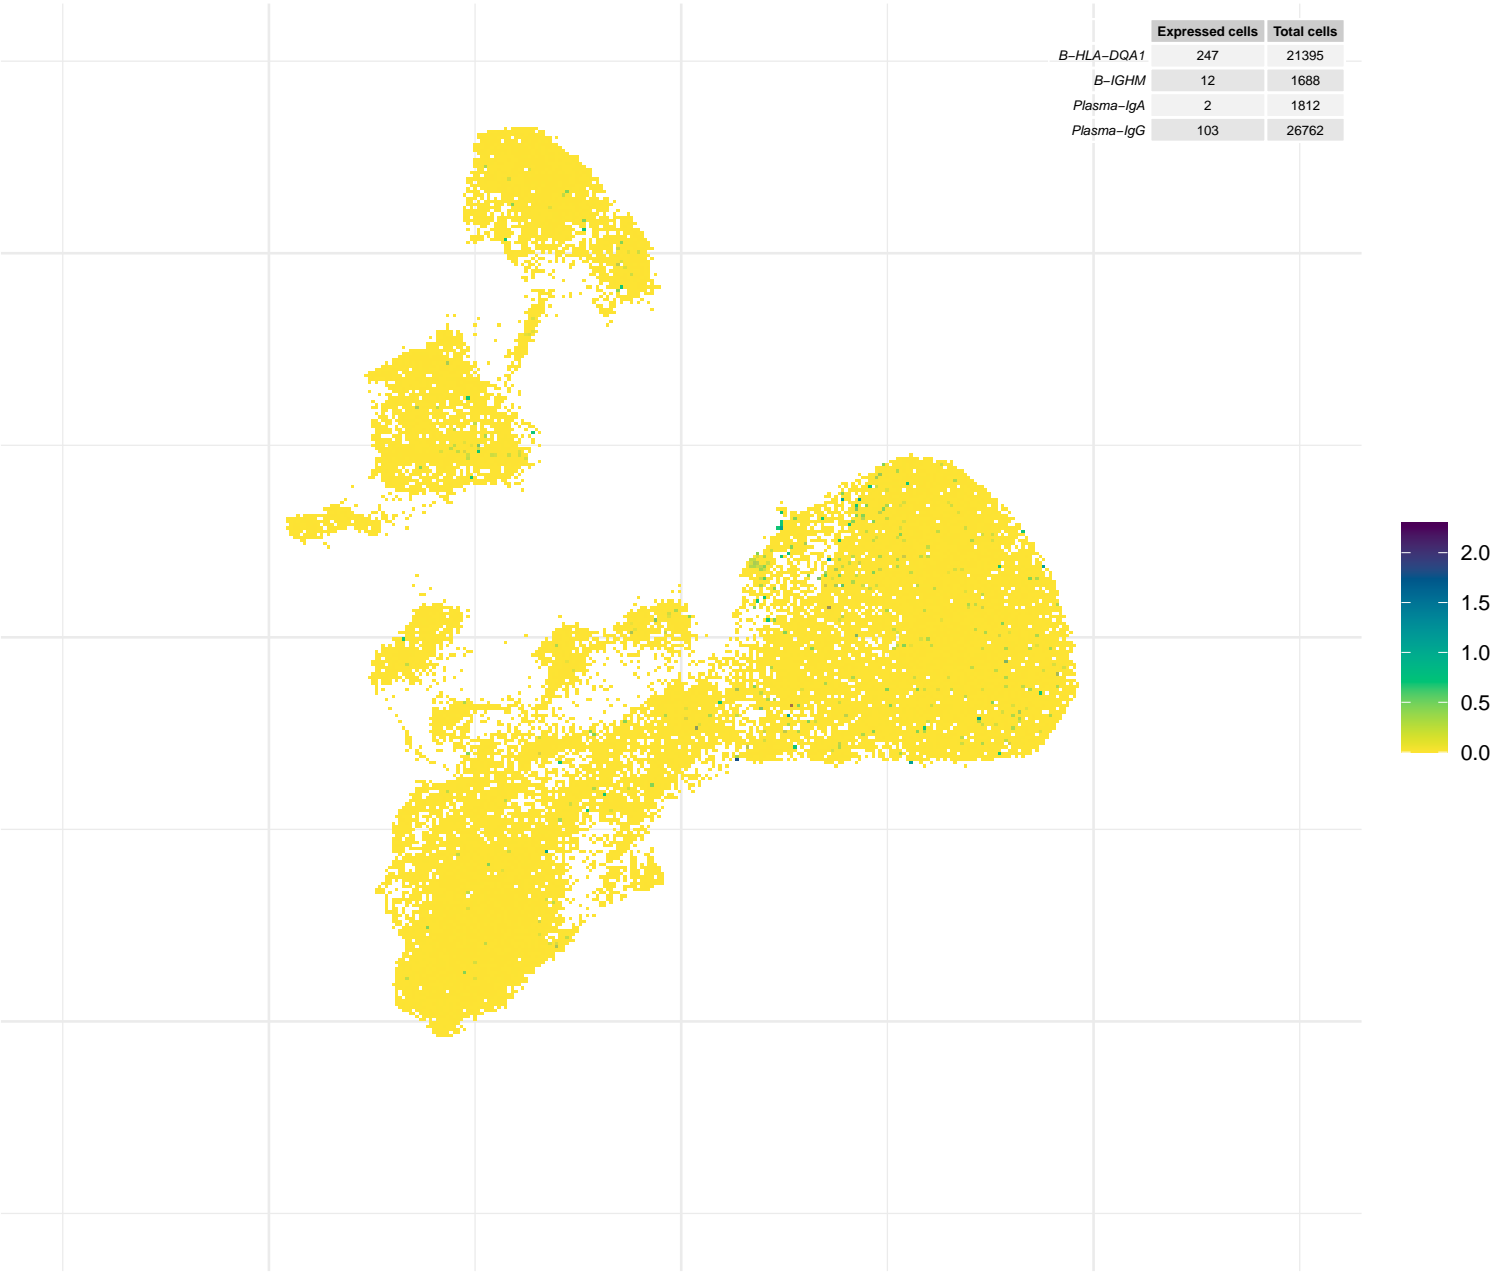 Expressed cells Total cells
B−HLA−DQA1 247 21395
B−IGHM 12 1688
Plasma−IgA 2 1812
Plasma−IgG 103 26762
2.0
1.5
1.0
0.5
0.0